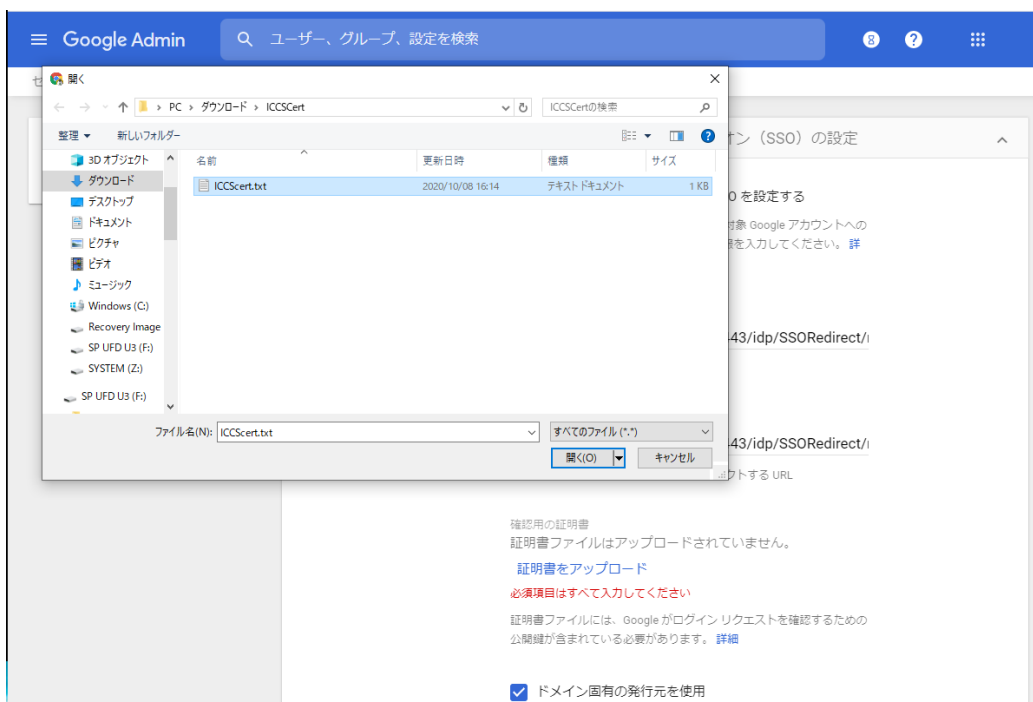 Google Admin
ユーザー、グループ、設定を検索
開く
PC › ダウンロード › ICCSCert
ICCSCertの検索
整理
新しいフォルダー
3D オブジェクト
ダウンロード
デスクトップ
ドキュメント
ピクチャ
ビデオ
ミュージック
Windows (C:)
Recovery Image
SP UFD U3 (F:)
SYSTEM (Z:)
SP UFD U3 (F:)
名前 更新日時 種類 サイズ
ICCScert.txt 2020/10/08 16:14 テキスト ドキュメント 1 KB
ファイル名(N): ICCScert.txt すべてのファイル (*.*)
開く(O) キャンセル
オン（SSO）の設定
を設定する
対象 Google アカウントへの
を入力してください。 詳
43/idp/SSORedirect/
43/idp/SSORedirect/
クトする URL
確認用の証明書
証明書ファイルはアップロードされていません。
証明書をアップロード
必須項目はすべて入力してください
証明書ファイルには、Google がログイン リクエストを確認するための
公開鍵が含まれている必要があります。 詳細
ドメイン固有の発行元を使用